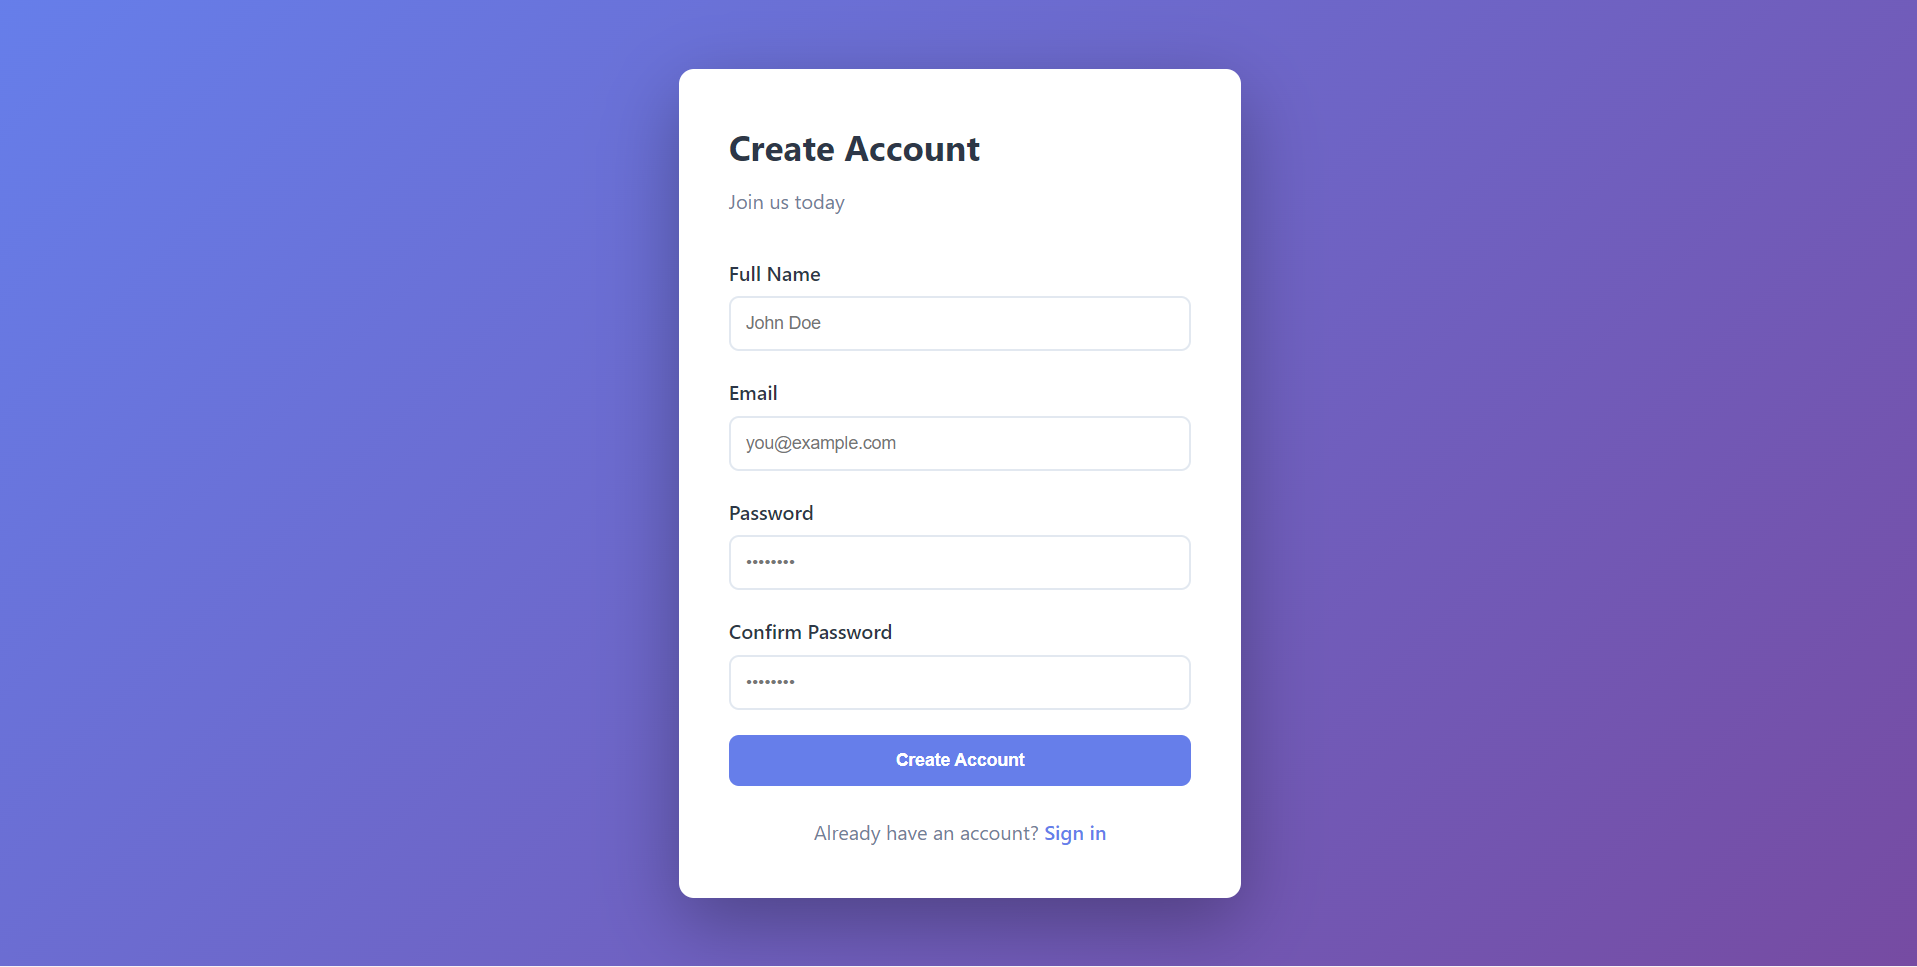 Create Account
Join us today
Full Name
John Doe
Email
you@example.com
Password
••••••••
Confirm Password
••••••••
Create Account
Already have an account? Sign in